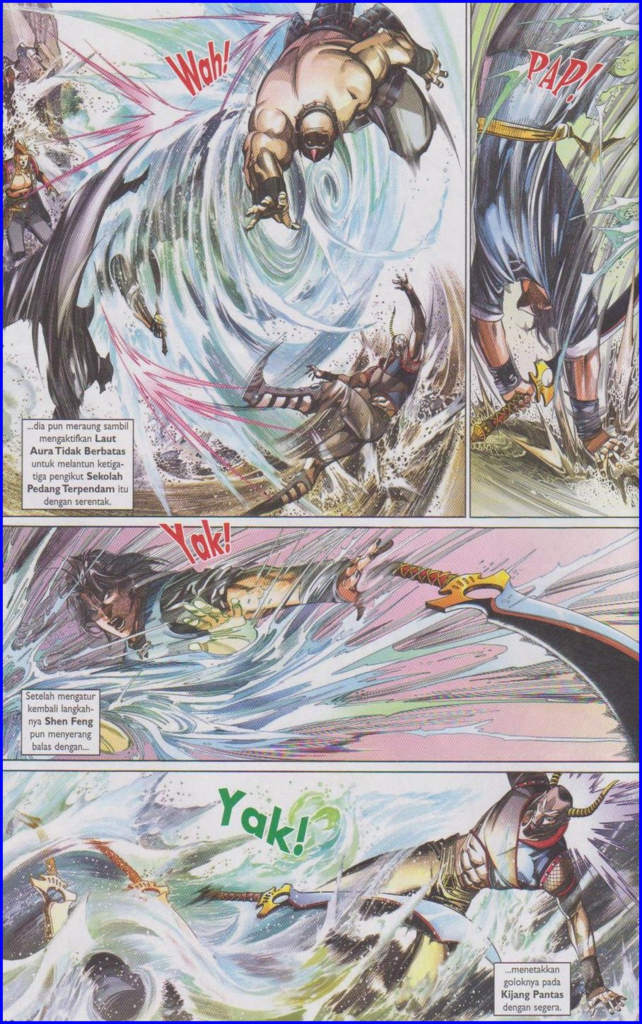 Wah!
PAP!
...dia pun meraung sambil
mengaktifkan Laut
Aura Tidak Berbatas
untuk melantun ketiga-
tiga pengikut Sekolah
Pedang Terpendam itu
dengan serentak.
Yak!
Setelah mengatur
kembali langkah-
nya Shen Feng
pun menyerang
balas dengan...
Yak!
...menetakkan
goloknya pada
Kijang Pantas
dengan segera.